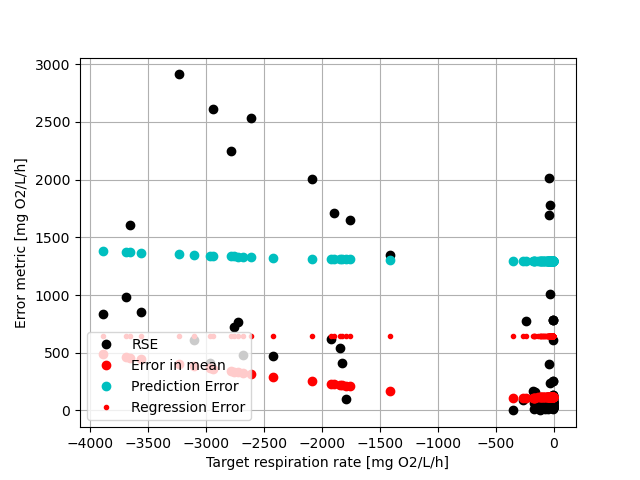 3000
2500
2000
1500
1000
500
0
Error metric [mg O2/L/h]
RSE
Error in mean
Prediction Error
Regression Error
−4000 −3500 −3000 −2500 −2000 −1500 −1000 −500 0
Target respiration rate [mg O2/L/h]